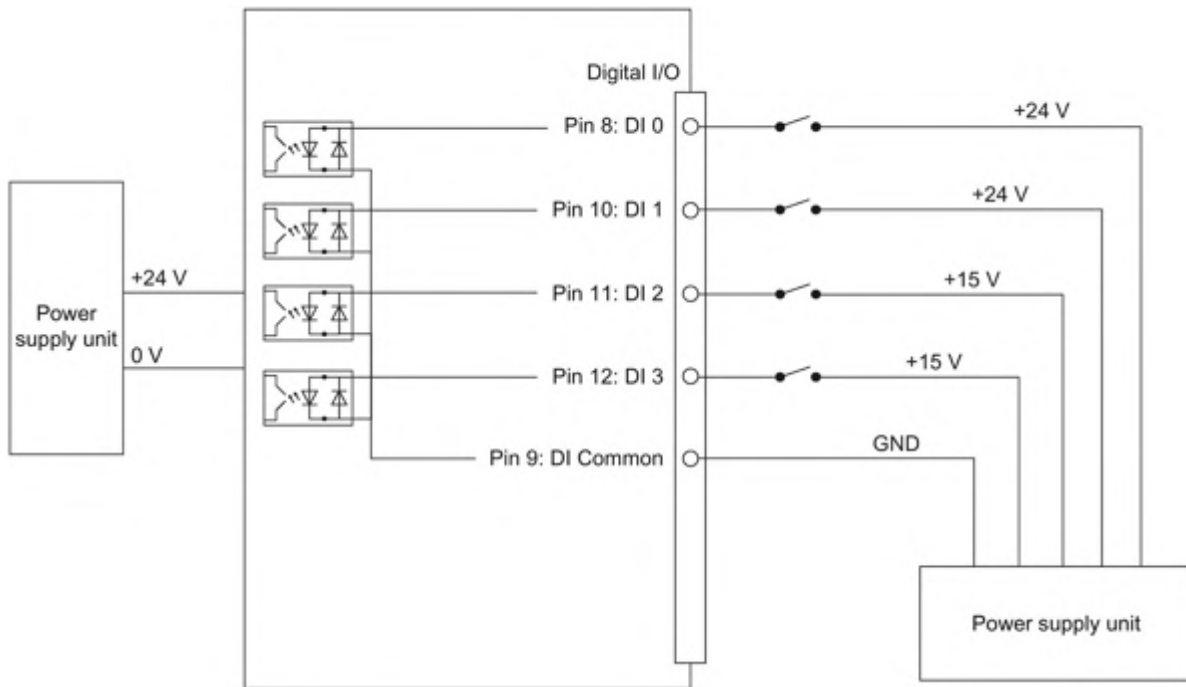 Digital I/O
Pin 8: DI 0
+24 V
Pin 10: DI 1
+24 V
+24 V
Pin 11: DI 2
+15 V
Power
supply unit
0 V
Pin 12: DI 3
+15 V
Pin 9: DI Common
GND
Power supply unit